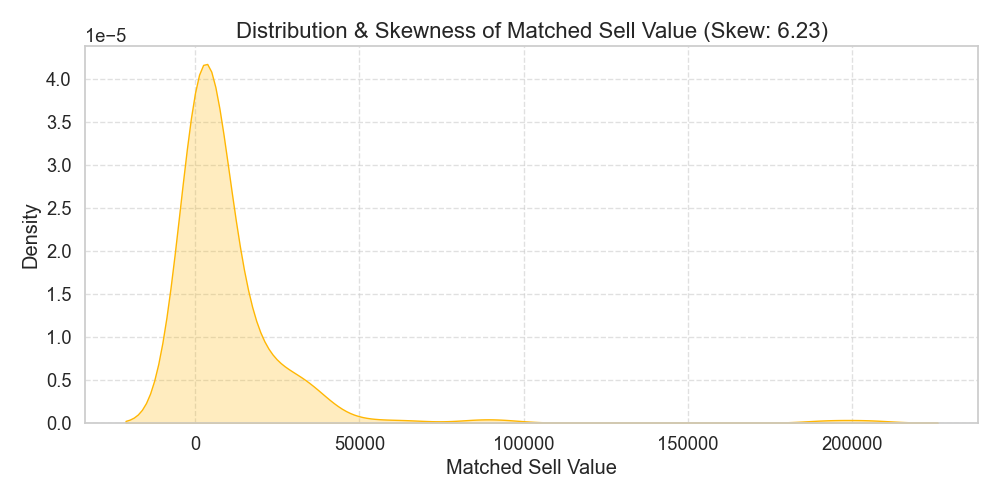 Distribution & Skewness of Matched Sell Value (Skew: 6.23)
1e−5
4.0
3.5
3.0
2.5
2.0
1.5
1.0
0.5
0.0
Density
0 50000 100000 150000 200000
Matched Sell Value